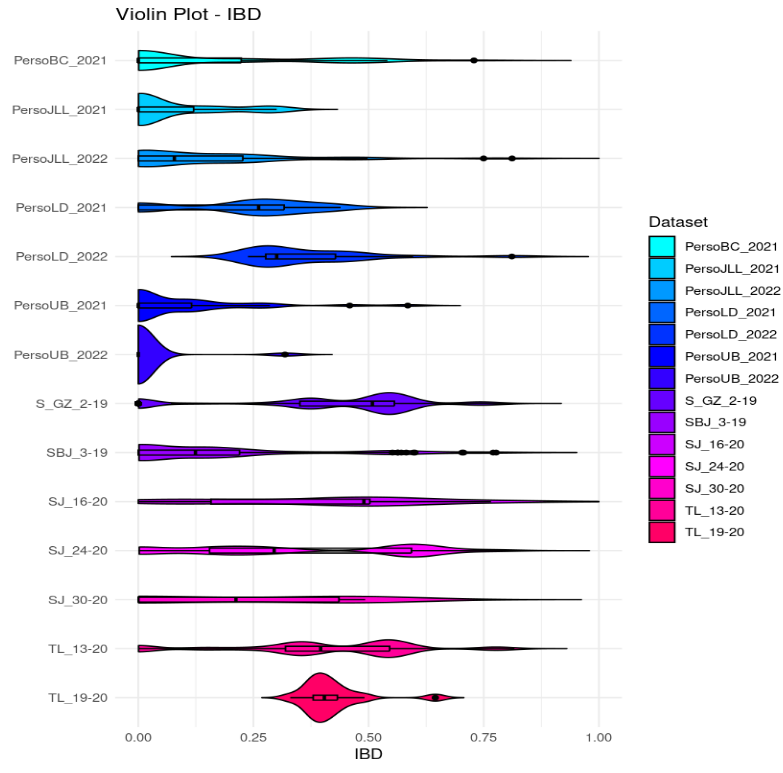 Violin Plot - IBD
PersoBC_2021
PersoJLL_2021
PersoJLL_2022
PersoLD_2021
PersoLD_2022
PersoUB_2021
PersoUB_2022
S_GZ_2-19
SBJ_3-19
SJ_16-20
SJ_24-20
SJ_30-20
TL_13-20
TL_19-20
0.00 0.25 0.50 0.75 1.00
IBD
Dataset
PersoBC_2021
PersoJLL_2021
PersoJLL_2022
PersoLD_2021
PersoLD_2022
PersoUB_2021
PersoUB_2022
S_GZ_2-19
SBJ_3-19
SJ_16-20
SJ_24-20
SJ_30-20
TL_13-20
TL_19-20